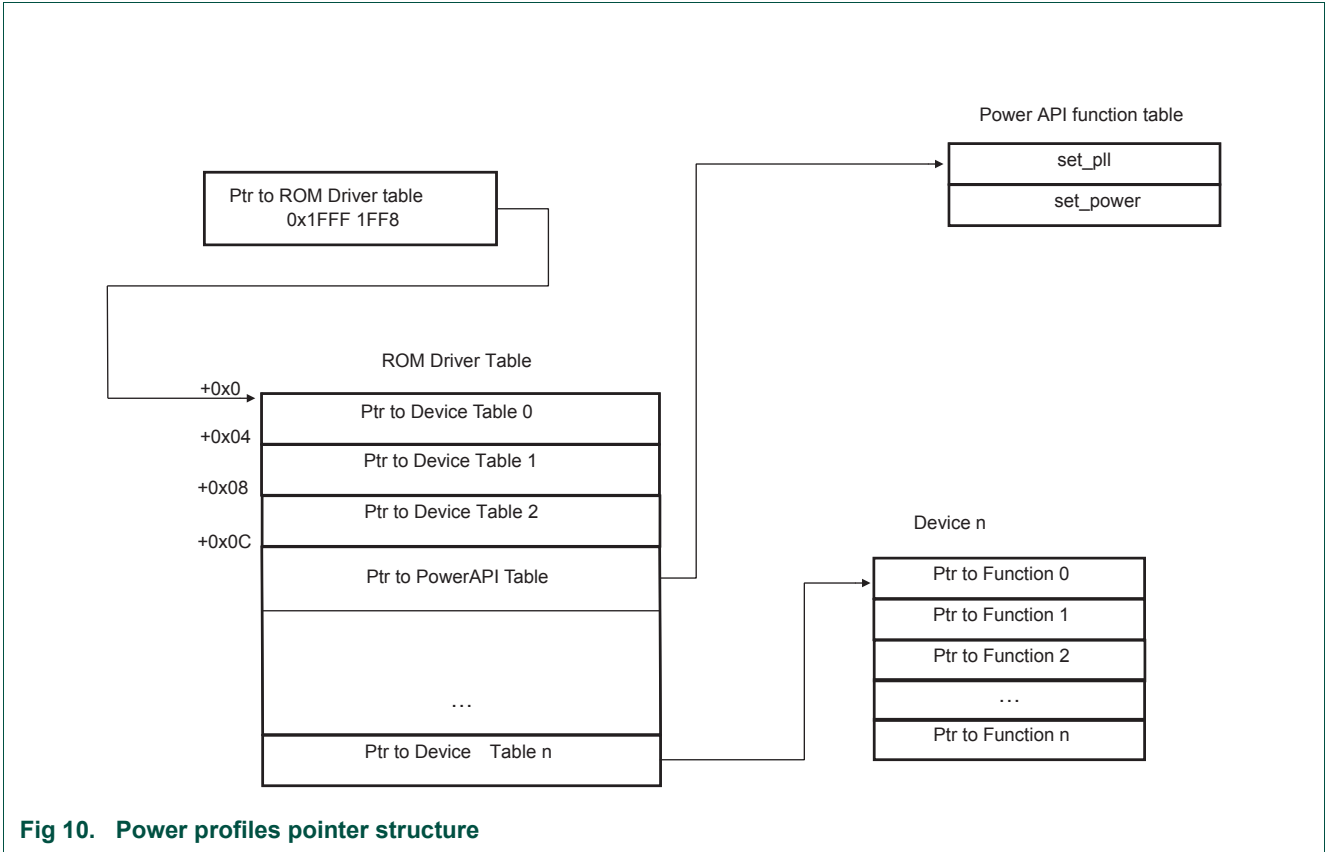 Power API function table
set_pll
set_power
Ptr to ROM Driver table
0x1FFF 1FF8
ROM Driver Table
+0x0
Ptr to Device Table 0
+0x04
Ptr to Device Table 1
+0x08
Ptr to Device Table 2
+0x0C
Ptr to PowerAPI Table
…
Ptr to Device Table n
Device n
Ptr to Function 0
Ptr to Function 1
Ptr to Function 2
…
Ptr to Function n
Fig 10. Power profiles pointer structure